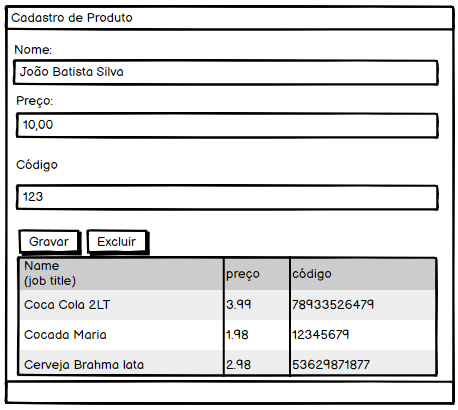 Cadastro de Produto
Nome:
João Batista Silva
Preço:
10,00
Código
123
Gravar Excluir
Name
(job title) preço código
Coca Cola 2LT 3.99 78933526479
Cocada Maria 1.98 12345679
Cerveja Brahma lata 2.98 53629871877